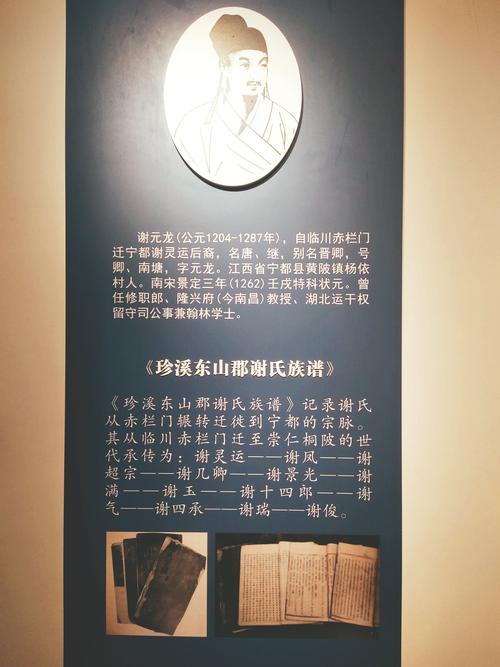 谢元龙(公元1204-1287年)，自临川赤栏门
迁宁都谢灵运后裔，名唐、继，别名晋卿，号
卿、南塘，字元龙。江西省宁都县黄陂镇杨依
村人。南宋景定三年(1262)壬戌特科状元。曾
任修职郎、隆兴府(今南昌)教授、湖北运干权
留守司公事兼翰林学士。
《珍溪东山郡谢氏族谱》
《珍溪东山郡谢氏族谱》记录谢氏
从赤栏门辗转迁徙到宁都的宗脉。
其从临川赤栏门迁至崇仁桐陂的世
代承传为：谢灵运——谢凤——谢
超宗——谢几卿——谢景光——谢
满——谢玉——谢十四郎——谢
气——谢四承——谢瑞——谢俊。